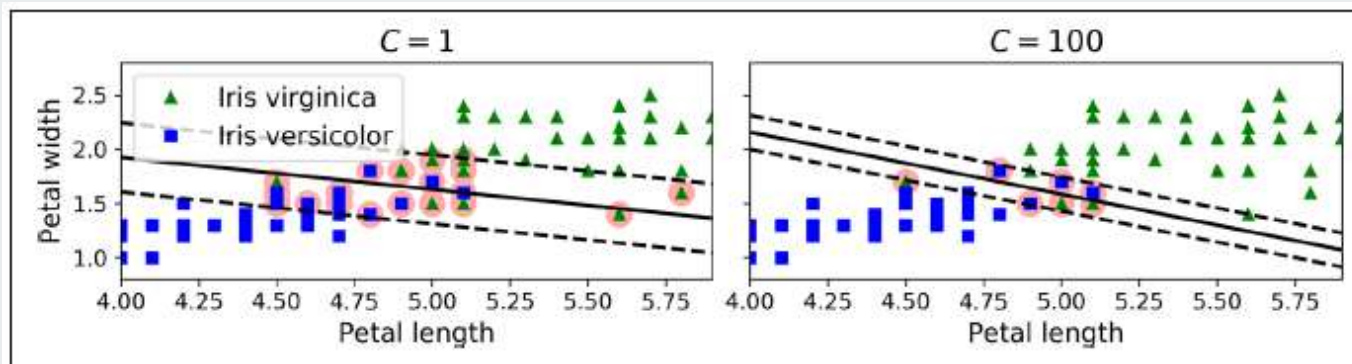 C = 1
C = 100
Petal width
2.5
2.0
1.5
1.0
Iris virginica
Iris versicolor
4.00 4.25 4.50 4.75 5.00 5.25 5.50 5.75
4.00 4.25 4.50 4.75 5.00 5.25 5.50 5.75
Petal length
Petal length